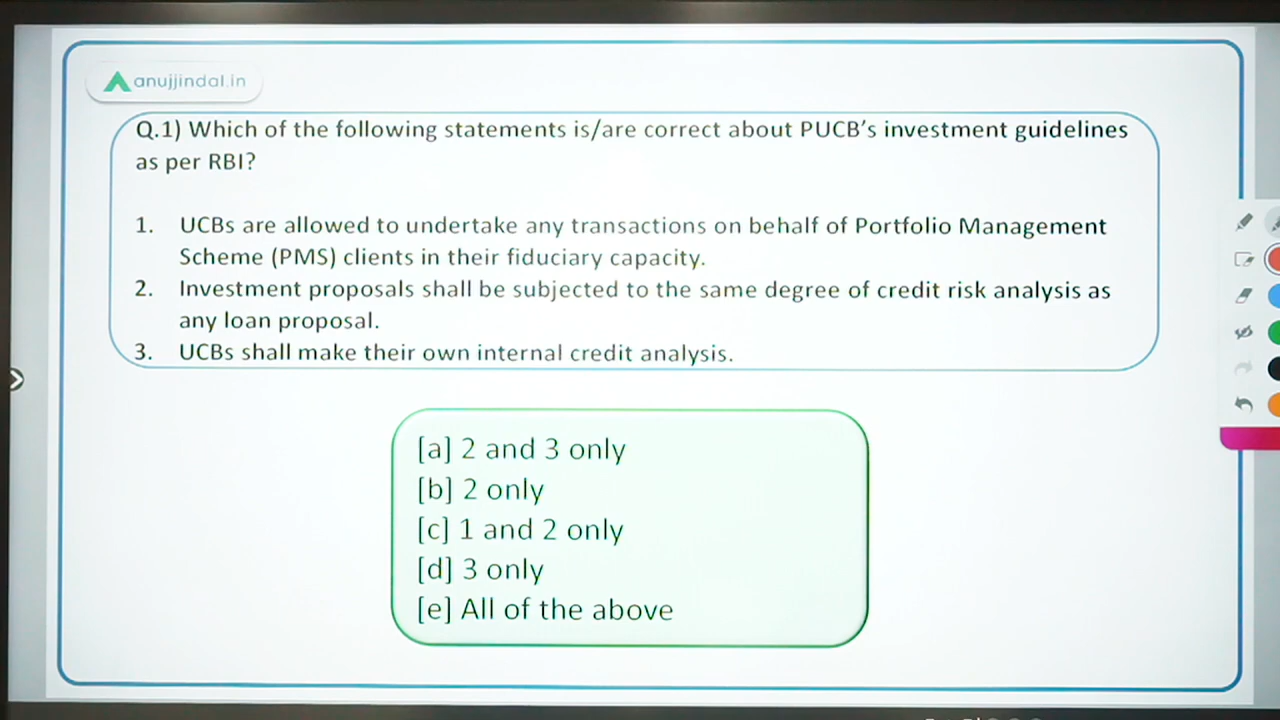 anujjindal.in
Q.1) Which of the following statements is/are correct about PUCB's investment guidelines
as per RBI?
1. UCBs are allowed to undertake any transactions on behalf of Portfolio Management
Scheme (PMS) clients in their fiduciary capacity.
2. Investment proposals shall be subjected to the same degree of credit risk analysis as
any loan proposal.
3. UCBs shall make their own internal credit analysis.
[a] 2 and 3 only
[b] 2 only
[c] 1 and 2 only
[d] 3 only
[e] All of the above